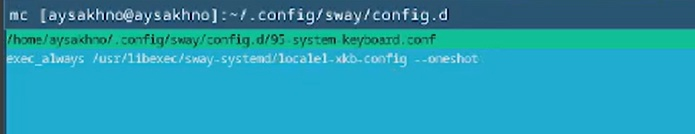 mc [aysakhno@aysakhno]:~/.config/sway/config.d
/home/aysakhno/.config/sway/config.d/95-system-keyboard.conf
exec_always /usr/libexec/sway-systemd/locale1-xkb-config --oneshot